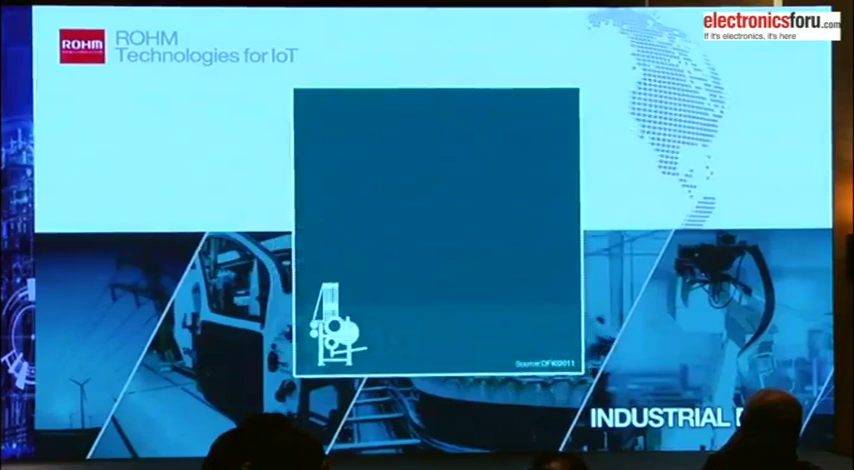 ROHM
ROHM
Technologies for IoT
electronicsforu.com
If it's electronics, it's here
Source:DFKI2011
INDUSTRIAL